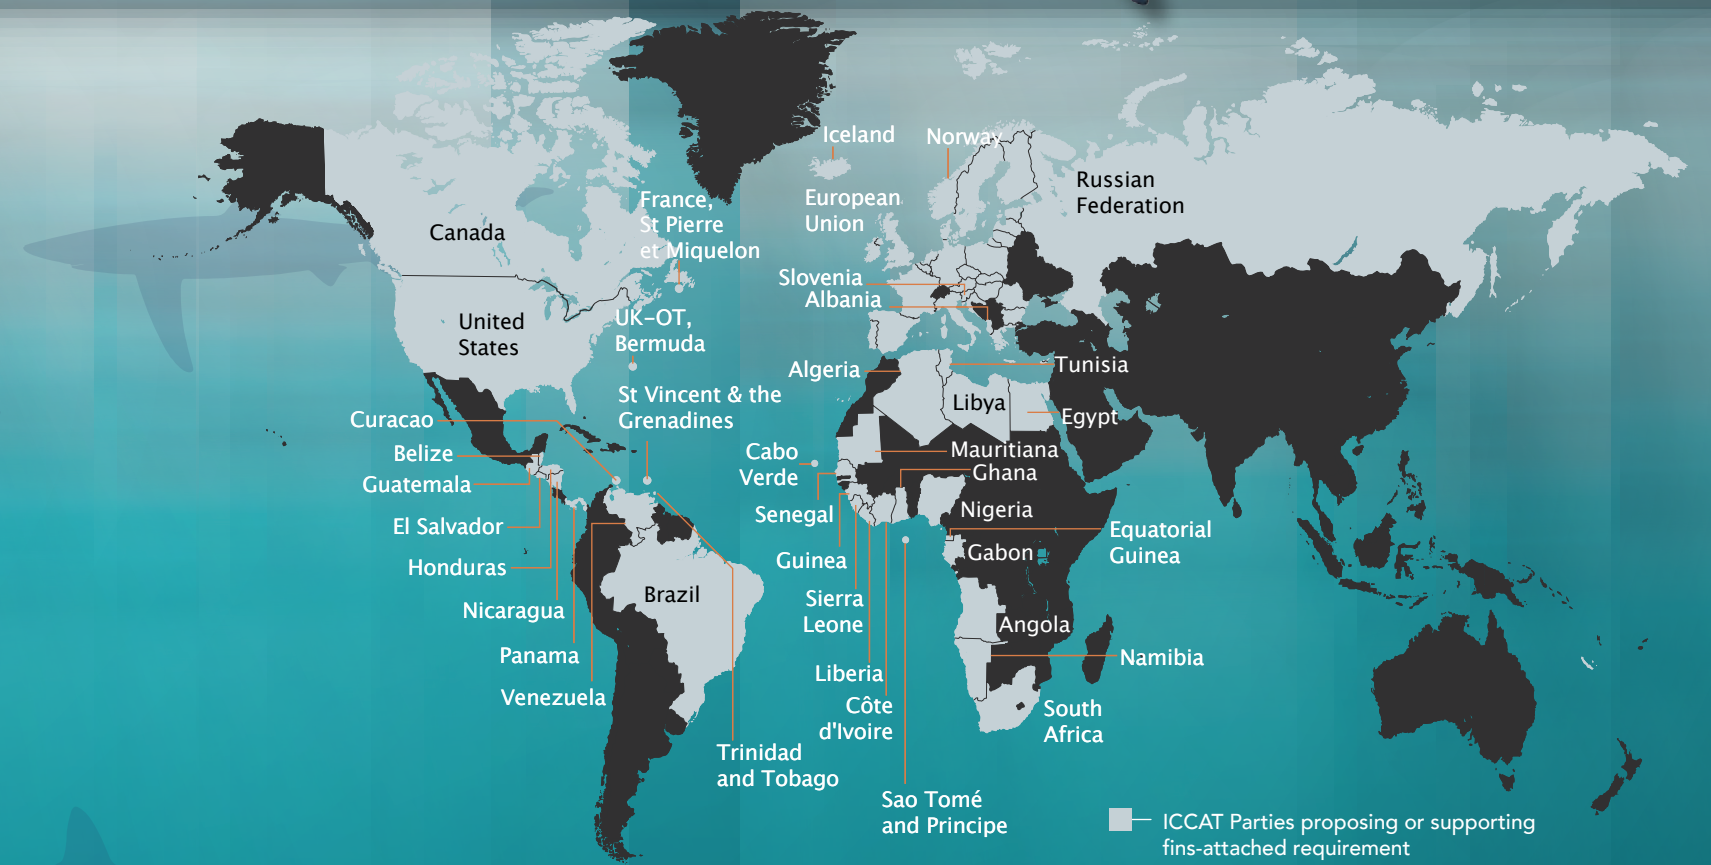 Iceland
Norway
Russian
Federation
France,
St Pierre
et Miquelon
European
Union
Canada
Slovenia
Albania
United
States
UK–OT,
Bermuda
Algeria
Tunisia
St Vincent & the
Grenadines
Libya
Egypt
Curacao
Belize
Guatemala
El Salvador
Honduras
Nicaragua
Panama
Venezuela
Brazil
Trinidad
and Tobago
Cabo
Verde
Mauritiana
Ghana
Senegal
Nigeria
Equatorial
Guinea
Guinea
Gabon
Sierra
Leone
Angola
Liberia
Namibia
Côte
d'Ivoire
South
Africa
Sao Tomé
and Principe
ICCAT Parties proposing or supporting
fins-attached requirement